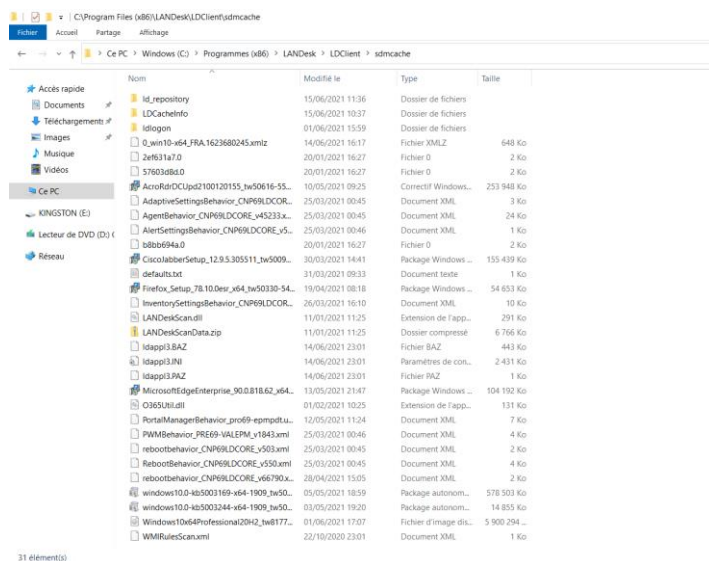 C:\Program Files (x86)\LANDesk\LDClient\sdmcache
Fichier Accueil Partage Affichage
Ce PC > Windows (C:) > Programmes (x86) > LANDesk > LDClient > sdmcache
Accès rapide
Documents
Téléchargements
Images
Musique
Vidéos
Ce PC
KINGSTON (E:)
Lecteur de DVD (D:) (
Réseau
Nom Modifié le Type Taille
ld_repository 15/06/2021 11:36 Dossier de fichiers
LDCacheInfo 15/06/2021 10:37 Dossier de fichiers
ldlogon 01/06/2021 15:59 Dossier de fichiers
0_win10-x64_FRA.1623680245.xmlz 14/06/2021 16:17 Fichier XMLZ 648 Ko
2ef631a7.0 20/01/2021 16:27 Fichier 0 2 Ko
57603d8d.0 20/01/2021 16:27 Fichier 0 2 Ko
AcroRdrDCUpd2100120155_tw50616-55... 10/05/2021 09:25 Correctif Windows... 253 948 Ko
AdaptiveSettingsBehavior_CNP69LDCOR... 25/03/2021 00:45 Document XML 3 Ko
AgentBehavior_CNP69LDCORE_v45233.x... 25/03/2021 00:45 Document XML 24 Ko
AlertSettingsBehavior_CNP69LDCORE_v5... 25/03/2021 00:46 Document XML 1 Ko
b8bb694a.0 20/01/2021 16:27 Fichier 0 2 Ko
CiscoJabberSetup_12.9.5.305511_tw5009... 30/03/2021 14:41 Package Windows ... 155 439 Ko
defaults.txt 31/03/2021 09:33 Document texte 1 Ko
Firefox_Setup_78.10.0esr_x64_tw50330-54... 19/04/2021 08:18 Package Windows ... 54 653 Ko
InventorySettingsBehavior_CNP69LDCOR... 26/03/2021 16:10 Document XML 10 Ko
LANDeskScan.dll 11/01/2021 11:25 Extension de l'app... 291 Ko
LANDeskScanData.zip 11/01/2021 11:25 Dossier compressé 6 766 Ko
ldappl3.BAZ 14/06/2021 23:01 Fichier BAZ 443 Ko
ldappl3.INI 14/06/2021 23:01 Paramètres de con... 2 431 Ko
ldappl3.PAZ 14/06/2021 23:01 Fichier PAZ 1 Ko
MicrosoftEdgeEnterprise_90.0.818.62_x64... 13/05/2021 21:47 Package Windows ... 104 192 Ko
O365Util.dll 01/02/2021 10:25 Extension de l'app... 131 Ko
PortalManagerBehavior_pro69-epmpdt.u... 12/05/2021 11:24 Document XML 7 Ko
PWMBehavior_PRE69-VALEPM_v1843.xml 25/03/2021 00:46 Document XML 4 Ko
rebootbehavior_CNP69LDCORE_v503.xml 25/03/2021 00:45 Document XML 2 Ko
RebootBehavior_CNP69LDCORE_v550.xml 25/03/2021 00:45 Document XML 4 Ko
rebootbehavior_CNP69LDCORE_v66790.x... 28/04/2021 15:05 Document XML 2 Ko
windows10.0-kb5003169-x64-1909_tw50... 05/05/2021 18:59 Package autonom... 578 503 Ko
windows10.0-kb5003244-x64-1909_tw50... 03/05/2021 19:20 Package autonom... 14 855 Ko
Windows10x64Professional20H2_tw8177... 01/06/2021 17:07 Fichier d'image dis... 5 900 294 ...
WMIRulesScan.xml 22/10/2020 23:01 Document XML 1 Ko
31 élément(s)